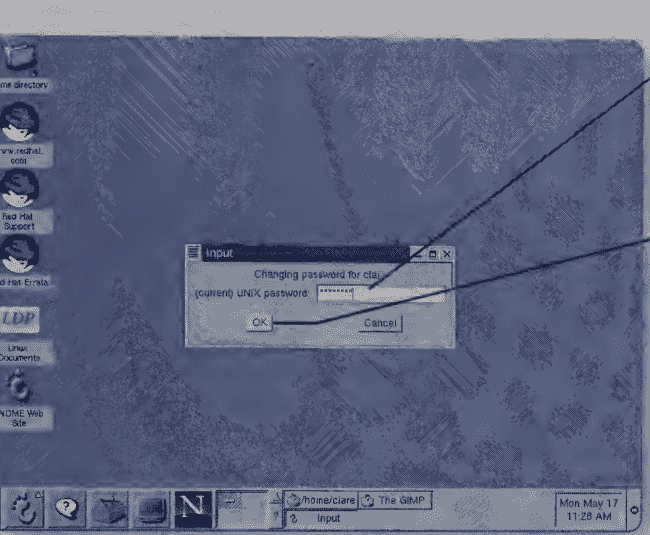 me directory
www.redhat.
com
Red Hat
Support
d Hat Errata
LDP
Linux
Documents
NOME Web
Site
Input
Changing password for clai
(current) UNIX password: ********
OK
Cancel
N
/home/clare
The GIMP
Input
Mon May 17
11:28 AM